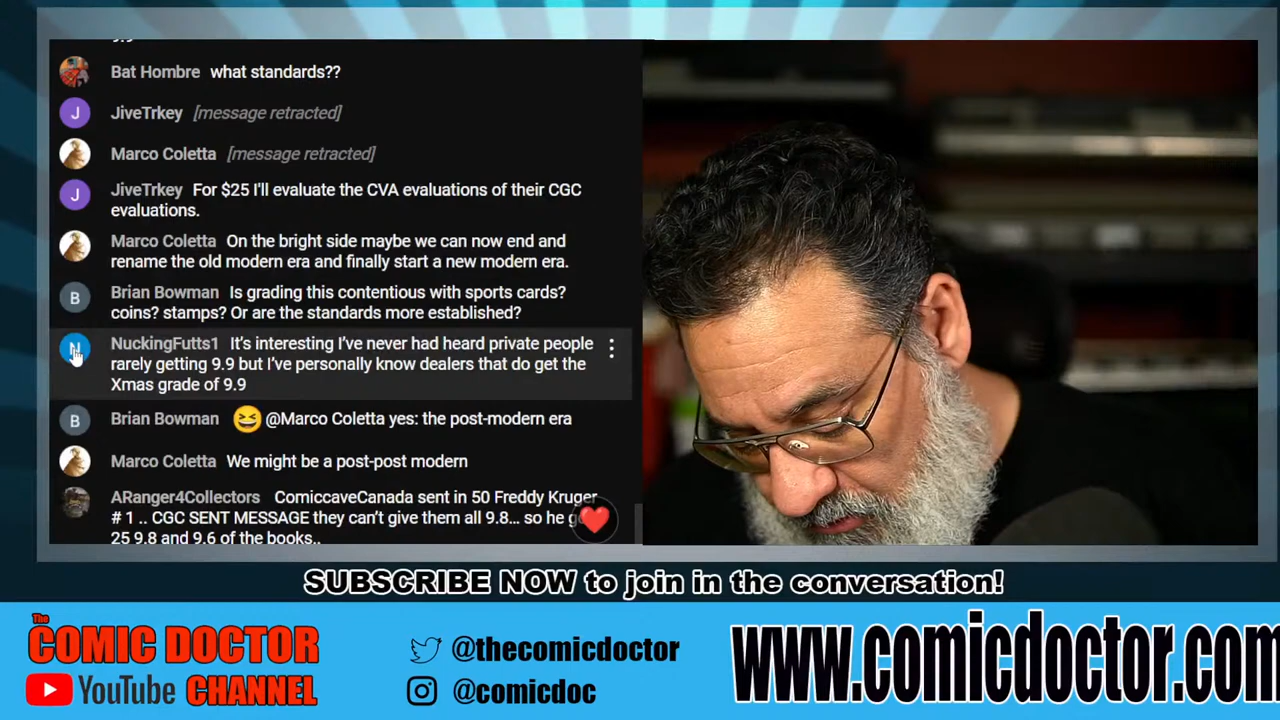 Bat Hombre what standards??
J JiveTrkey [message retracted]
Marco Coletta [message retracted]
J JiveTrkey For $25 I'll evaluate the CVA evaluations of their CGC
evaluations.
Marco Coletta On the bright side maybe we can now end and
rename the old modern era and finally start a new modern era.
B Brian Bowman Is grading this contentious with sports cards?
coins? stamps? Or are the standards more established?
N NuckingFutts1 It's interesting I've never had heard private people
rarely getting 9.9 but I've personally know dealers that do get the
Xmas grade of 9.9
B Brian Bowman 😆 @Marco Coletta yes: the post-modern era
Marco Coletta We might be a post-post modern
ARanger4Collectors ComiccaveCanada sent in 50 Freddy Kruger
# 1 .. CGC SENT MESSAGE they can't give them all 9.8... so he
25 9.8 and 9.6 of the books..
SUBSCRIBE NOW to join in the conversation!
The
COMIC DOCTOR
YouTube CHANNEL
@thecomicdoctor
@comicdoc
www.comicdoctor.com